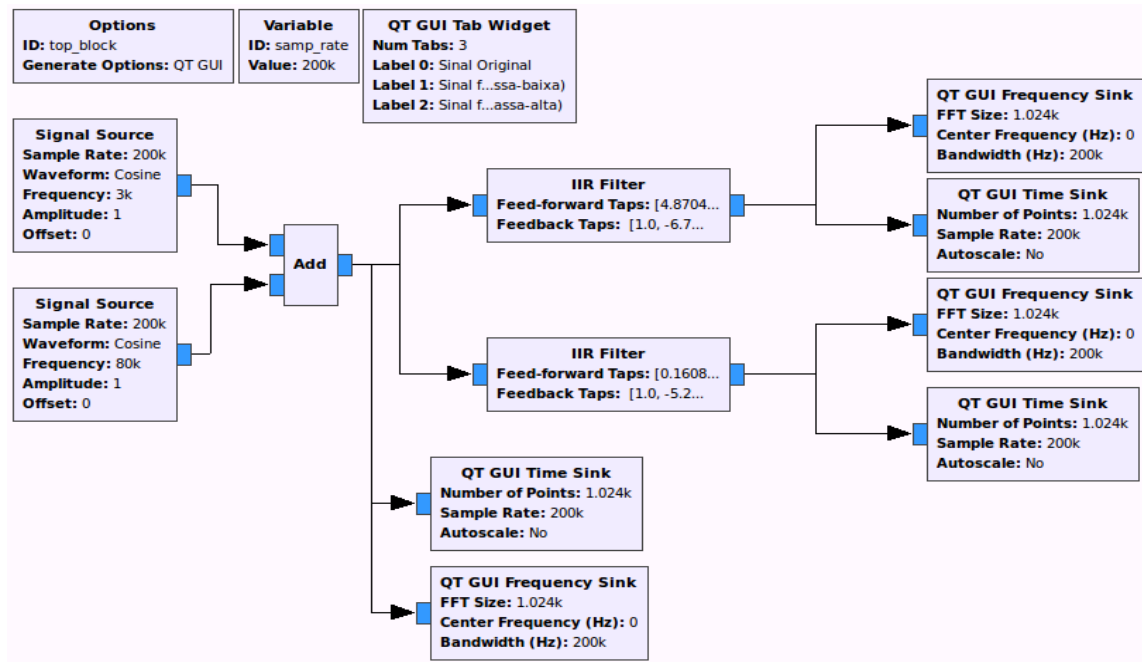 Options
ID: top_block
Generate Options: QT GUI
Variable
ID: samp_rate
Value: 200k
QT GUI Tab Widget
Num Tabs: 3
Label 0: Sinal Original
Label 1: Sinal f...ssa-baixa)
Label 2: Sinal f...assa-alta)
Signal Source
Sample Rate: 200k
Waveform: Cosine
Frequency: 3k
Amplitude: 1
Offset: 0
Signal Source
Sample Rate: 200k
Waveform: Cosine
Frequency: 80k
Amplitude: 1
Offset: 0
Add
IIR Filter
Feed-forward Taps: [4.8704...
Feedback Taps: [1.0, -6.7...
IIR Filter
Feed-forward Taps: [0.1608...
Feedback Taps: [1.0, -5.2...
QT GUI Frequency Sink
FFT Size: 1.024k
Center Frequency (Hz): 0
Bandwidth (Hz): 200k
QT GUI Time Sink
Number of Points: 1.024k
Sample Rate: 200k
Autoscale: No
QT GUI Frequency Sink
FFT Size: 1.024k
Center Frequency (Hz): 0
Bandwidth (Hz): 200k
QT GUI Time Sink
Number of Points: 1.024k
Sample Rate: 200k
Autoscale: No
QT GUI Time Sink
Number of Points: 1.024k
Sample Rate: 200k
Autoscale: No
QT GUI Frequency Sink
FFT Size: 1.024k
Center Frequency (Hz): 0
Bandwidth (Hz): 200k